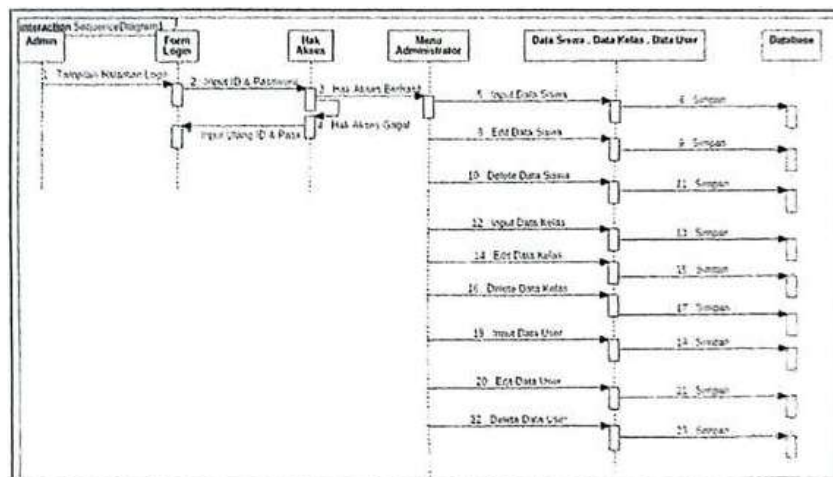 interaction SequenceDiagram1
Admin
Form
Login
Hak
Akses
Menu
Administrator
Data Siswa , Data Kelas , Data User
Database
1 : Tampilan Halaman Login
2 : Input ID & Password
3 : Hak Akses Berhasil
4 : Hak Akses Gagal
Input Ulang ID & Pass
5 : Input Data Siswa
6 : Simpan
8 : Edit Data Siswa
9 : Simpan
10 : Delete Data Siswa
11 : Simpan
12 : Input Data Kelas
13 : Simpan
14 : Edit Data Kelas
15 : Simpan
16 : Delete Data Kelas
17 : Simpan
Input Data User
Simpan
20 : Edit Data User
21 : Simpan
22 : Delete Data User
23 : Simpan